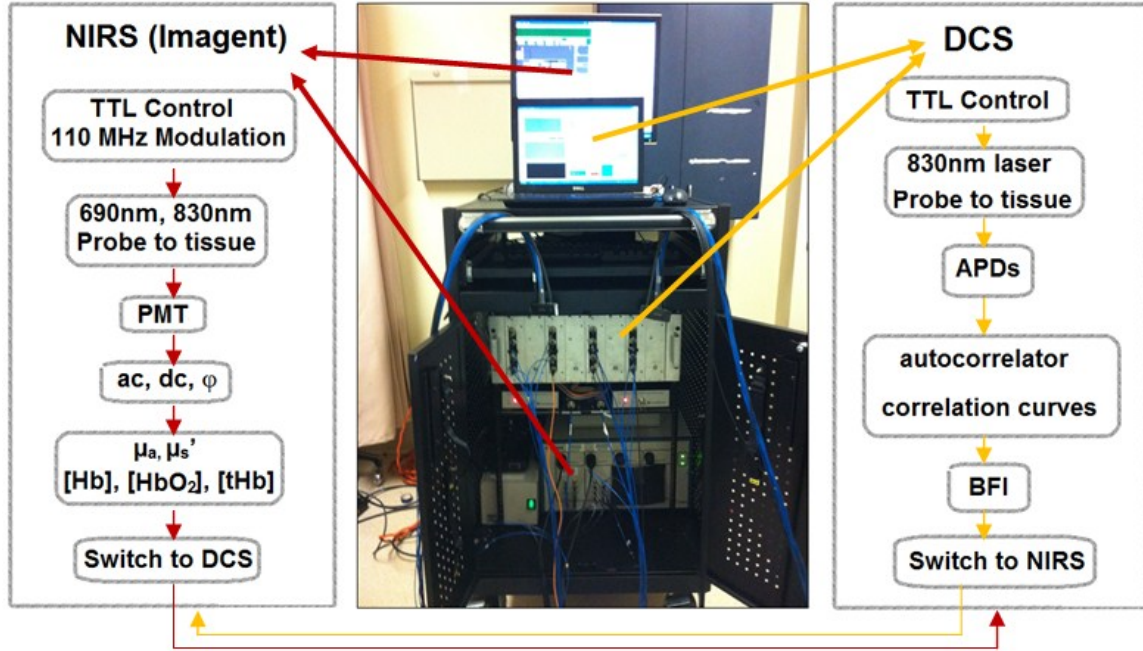 NIRS (Imagent)
TTL Control
110 MHz Modulation
690nm, 830nm
Probe to tissue
PMT
ac, dc, φ
μa, μs’
[Hb], [HbO2], [tHb]
Switch to DCS
DELL
DCS
TTL Control
830nm laser
Probe to tissue
APDs
autocorrelator
correlation curves
BFI
Switch to NIRS